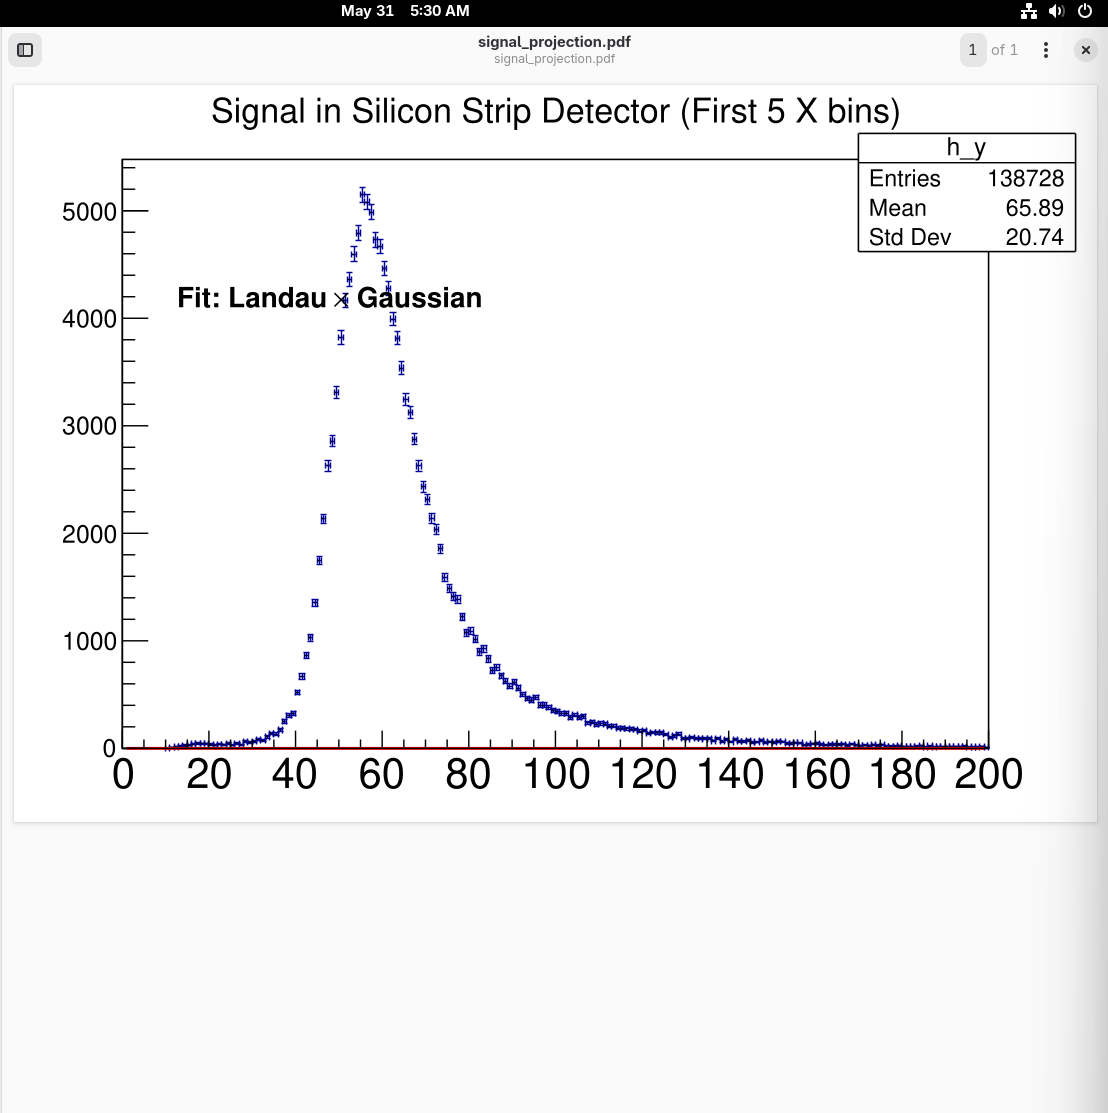 May 31 5:30 AM
signal_projection.pdf
signal_projection.pdf
1 of 1
Signal in Silicon Strip Detector (First 5 X bins)
h_y
Entries 138728
Mean 65.89
Std Dev 20.74
5000
Fit: Landau × Gaussian
4000
3000
2000
1000
0
0 20 40 60 80 100 120 140 160 180 200